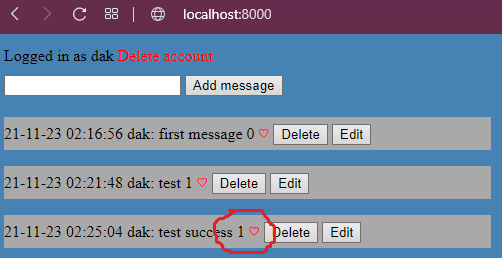 localhost:8000
Logged in as dak Delete account
Add message
21-11-23 02:16:56 dak: first message 0 ♡ Delete Edit
21-11-23 02:21:48 dak: test 1 ♡ Delete Edit
21-11-23 02:25:04 dak: test success 1 ♡ Delete Edit